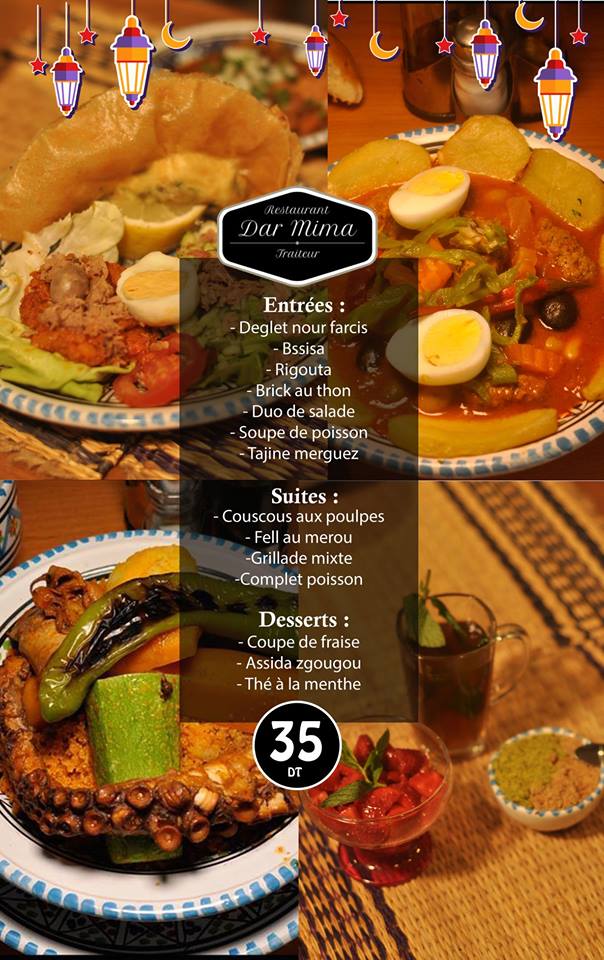 Restaurant
Dar Mima
Traiteur
Entrées :
- Deglet nour farcis
- Bssisa
- Rigouta
- Brick au thon
- Duo de salade
- Soupe de poisson
- Tajine merguez
Suites :
- Couscous aux poulpes
- Fell au merou
-Grillade mixte
-Complet poisson
Desserts :
- Coupe de fraise
- Assida zgougou
- Thé à la menthe
35
DT